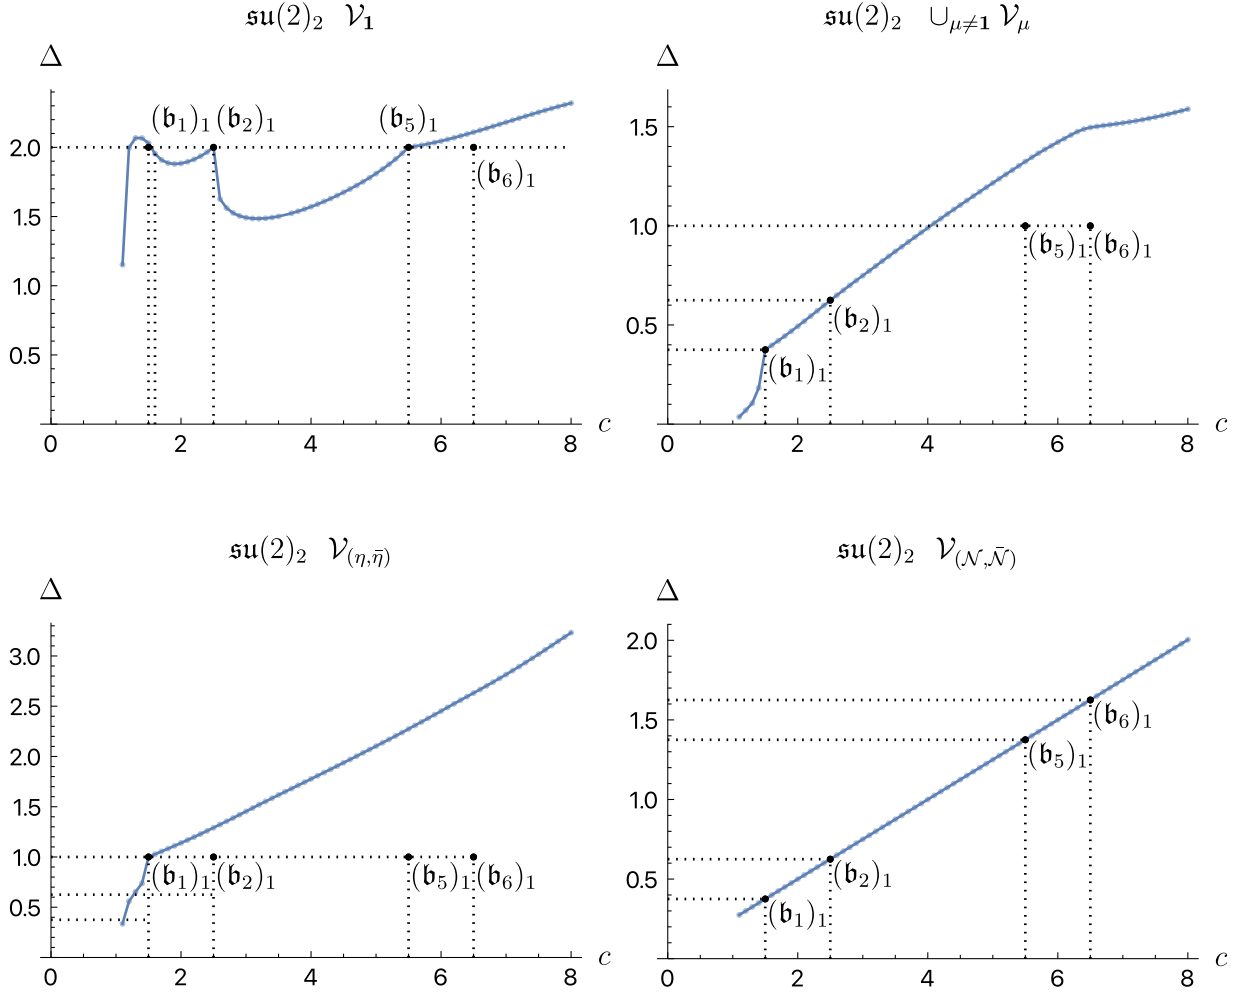 𝔰𝔲(2)₂ 𝒱₁
Δ
2.0
1.5
1.0
0.5
(𝔟₁)₁ (𝔟₂)₁ (𝔟₅)₁
(𝔟₆)₁
0 2 4 6 8 c
𝔰𝔲(2)₂ ∪_{μ≠1} 𝒱_μ
Δ
1.5
1.0
0.5
(𝔟₅)₁ (𝔟₆)₁
(𝔟₂)₁
(𝔟₁)₁
0 2 4 6 8 c
𝔰𝔲(2)₂ 𝒱_{(η,η̄)}
Δ
3.0
2.5
2.0
1.5
1.0
0.5
(𝔟₁)₁ (𝔟₂)₁ (𝔟₅)₁ (𝔟₆)₁
0 2 4 6 8 c
𝔰𝔲(2)₂ 𝒱_{(𝒩,𝒩̄)}
Δ
2.0
1.5
1.0
0.5
(𝔟₆)₁
(𝔟₅)₁
(𝔟₂)₁
(𝔟₁)₁
0 2 4 6 8 c